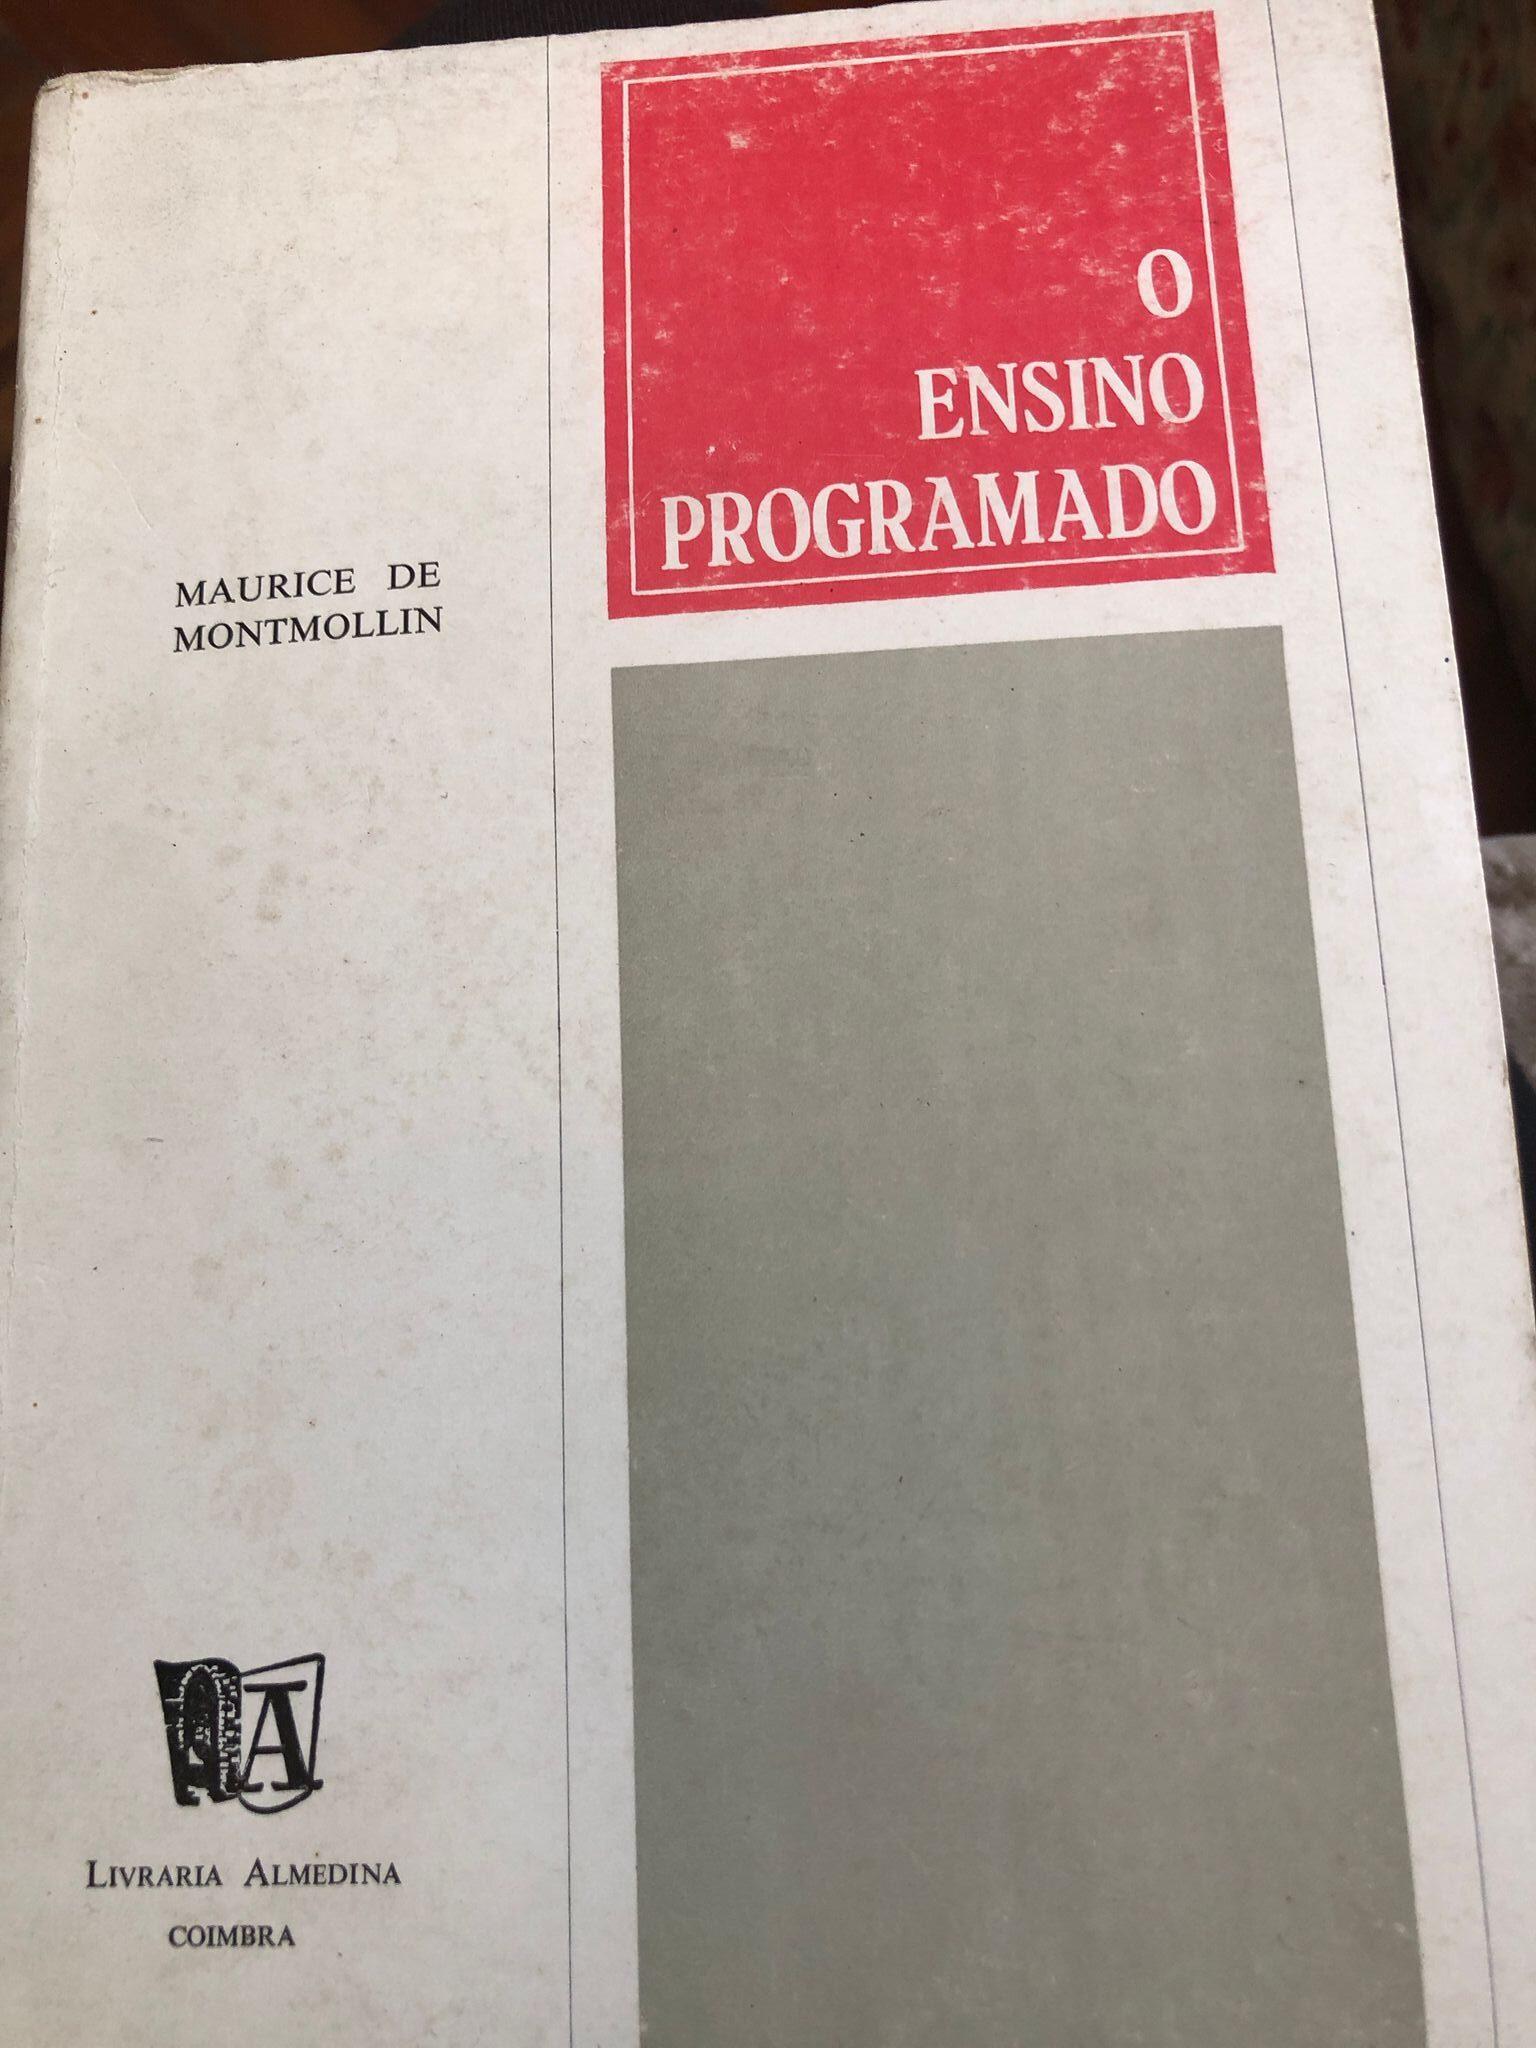 O
ENSINO
PROGRAMADO
MAURICE DE
MONTMOLLIN
A
LIVRARIA ALMEDINA
COIMBRA